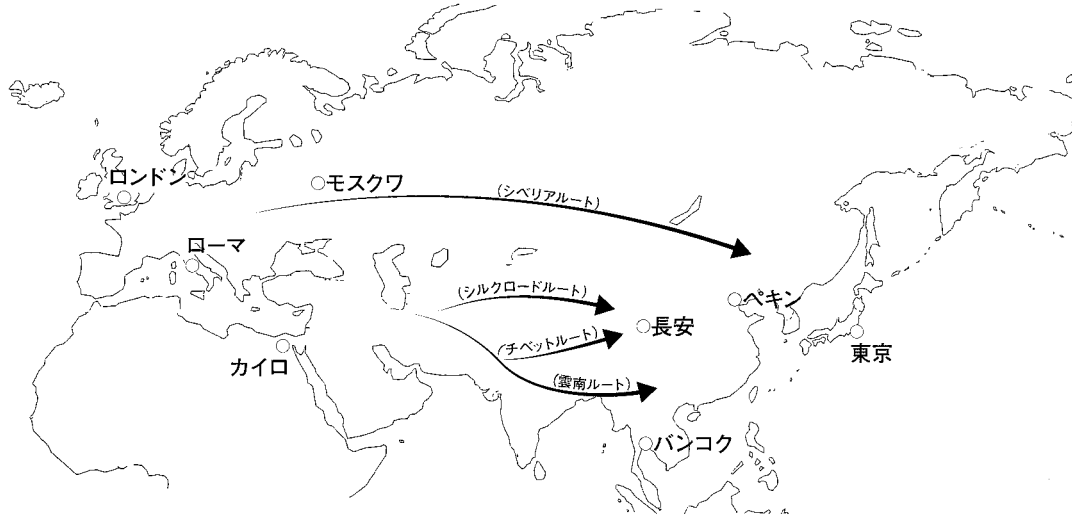 ロンドン
モスクワ
(シベリアルート)
ローマ
(シルクロードルート)
ペキン
長安
(チベットルート)
カイロ
東京
(雲南ルート)
バンコク